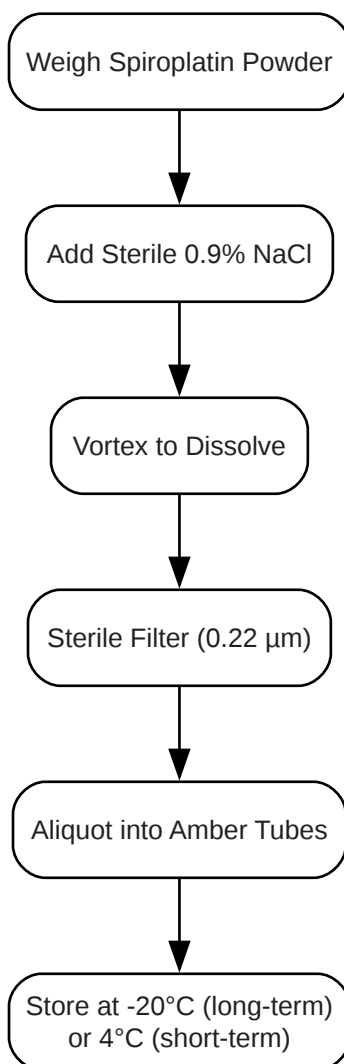 Weigh Spiroplatin Powder
Add Sterile 0.9% NaCl
Vortex to Dissolve
Sterile Filter (0.22 µm)
Aliquot into Amber Tubes
Store at -20°C (long-term)
or 4°C (short-term)